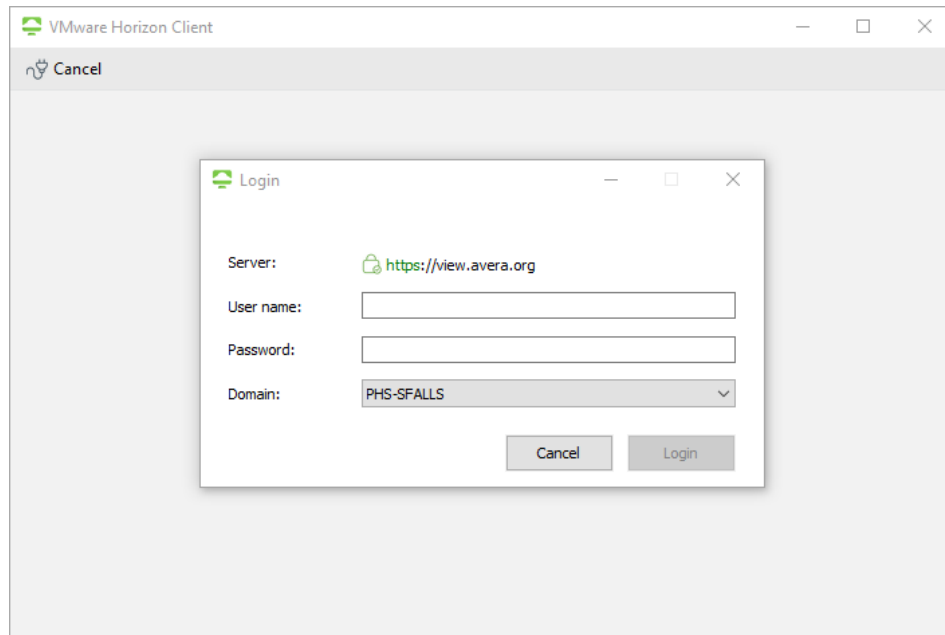 VMware Horizon Client
Cancel
Login
Server: https://view.avera.org
User name:
Password:
Domain: PHS-SFALLS
Cancel Login